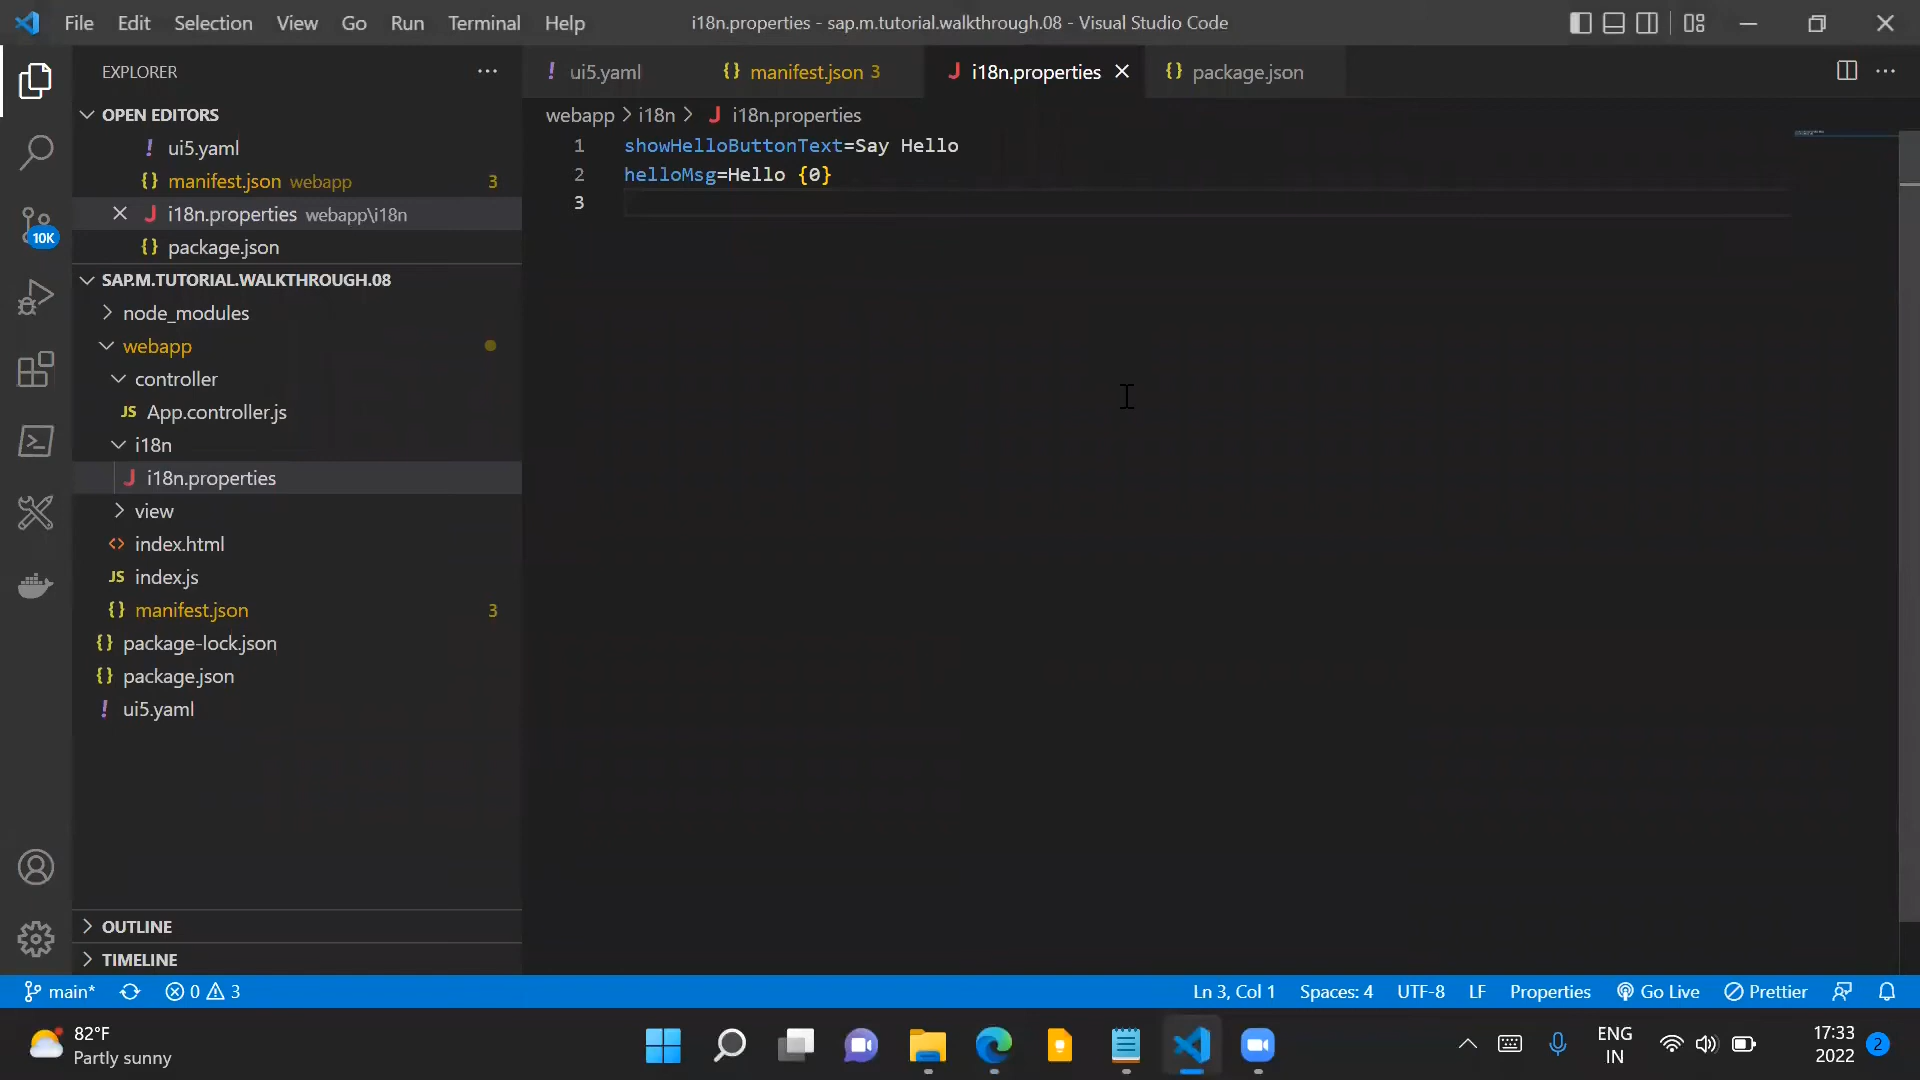 File Edit Selection View Go Run Terminal Help
i18n.properties - sap.m.tutorial.walkthrough.08 - Visual Studio Code
EXPLORER
OPEN EDITORS
ui5.yaml
manifest.json webapp 3
i18n.properties webapp\i18n
package.json
SAP.M.TUTORIAL.WALKTHROUGH.08
node_modules
webapp
controller
JS App.controller.js
i18n
J i18n.properties
view
index.html
JS index.js
{} manifest.json 3
{} package-lock.json
{} package.json
! ui5.yaml
OUTLINE
TIMELINE
10K
! ui5.yaml
{} manifest.json 3
J i18n.properties
{} package.json
webapp > i18n > J i18n.properties
1 showHelloButtonText=Say Hello
2 helloMsg=Hello {0}
3
main* 0 3
Ln 3, Col 1 Spaces: 4 UTF-8 LF Properties Go Live Prettier
82°F
Partly sunny
ENG
IN
17:33
2022
2